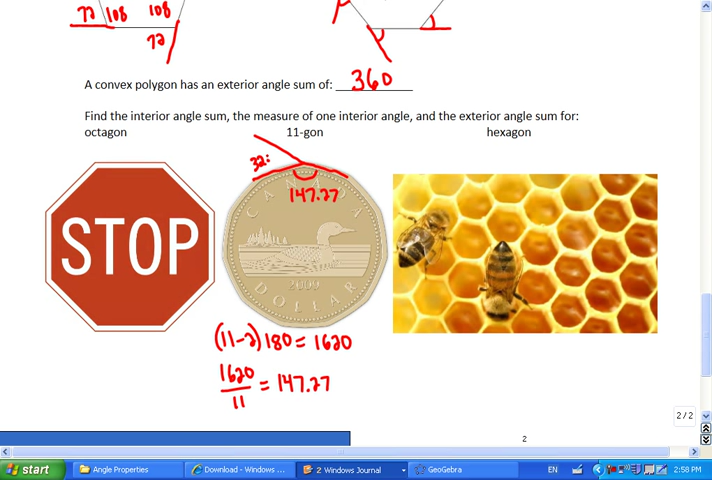 72 108 108
72
A convex polygon has an exterior angle sum of: 360
Find the interior angle sum, the measure of one interior angle, and the exterior angle sum for:
octagon 11-gon hexagon
32:
CANADA
147.27
STOP
2000
DOLLAR
(11-2)180=1620
1620/11 = 147.27
2/2
2
start Angle Properties Download - Windows ... 2 Windows Journal GeoGebra EN 2:58 PM